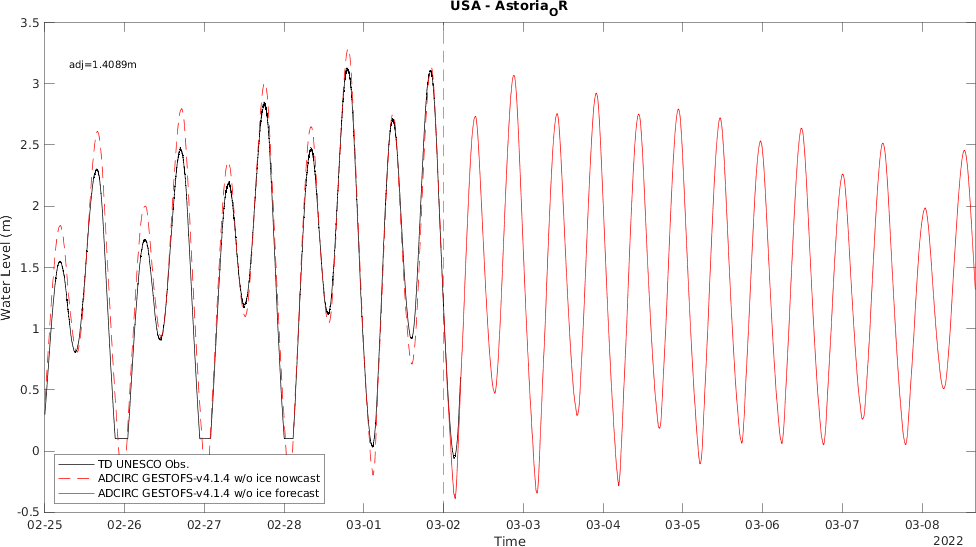 USA - Astoria_OR
3.5
3
2.5
2
1.5
1
0.5
0
-0.5
Water Level (m)
adj=1.4089m
TD UNESCO Obs.
ADCIRC GESTOFS-v4.1.4 w/o ice nowcast
ADCIRC GESTOFS-v4.1.4 w/o ice forecast
02-25 02-26 02-27 02-28 03-01 03-02 03-03 03-04 03-05 03-06 03-07 03-08
Time
2022